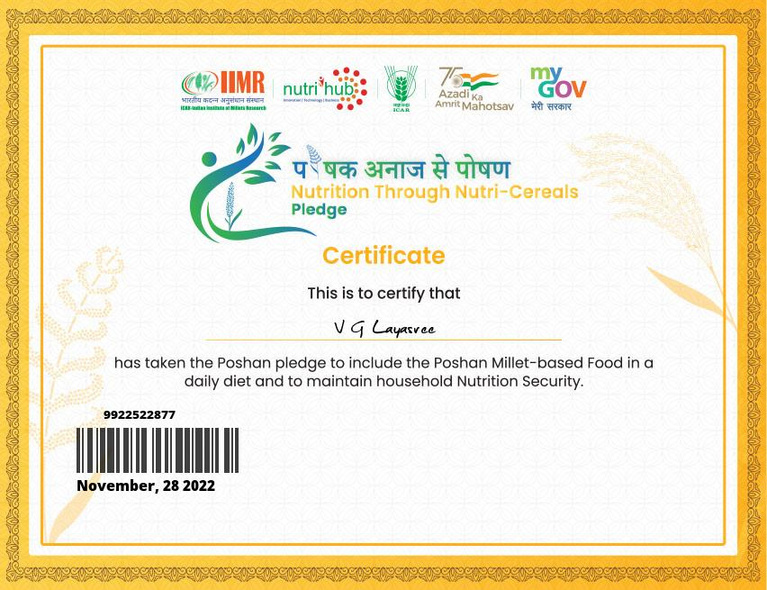 IIMR
भारतीय कदन्न अनुसंधान संस्थान
ICAR-Indian Institute of Millets Research
nutri hub
Innovation | Technology | Business
ICAR
75
Azadi Ka
Amrit Mahotsav
my
GOV
मेरी सरकार
पोषक अनाज से पोषण
Nutrition Through Nutri-Cereals
Pledge
Certificate
This is to certify that
V G Layasree
has taken the Poshan pledge to include the Poshan Millet-based Food in a
daily diet and to maintain household Nutrition Security.
9922522877
November, 28 2022